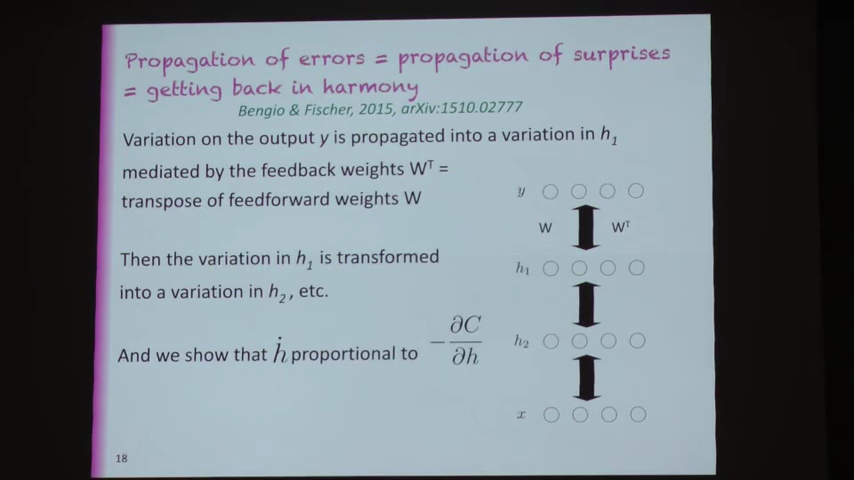 Propagation of errors = propagation of surprises
= getting back in harmony
Bengio & Fischer, 2015, arXiv:1510.02777
Variation on the output y is propagated into a variation in h₁
mediated by the feedback weights Wᵀ =
transpose of feedforward weights W
y
W Wᵀ
Then the variation in h₁ is transformed
into a variation in h₂, etc.
h₁
And we show that ḣ proportional to −∂C/∂h
h₂
x
18